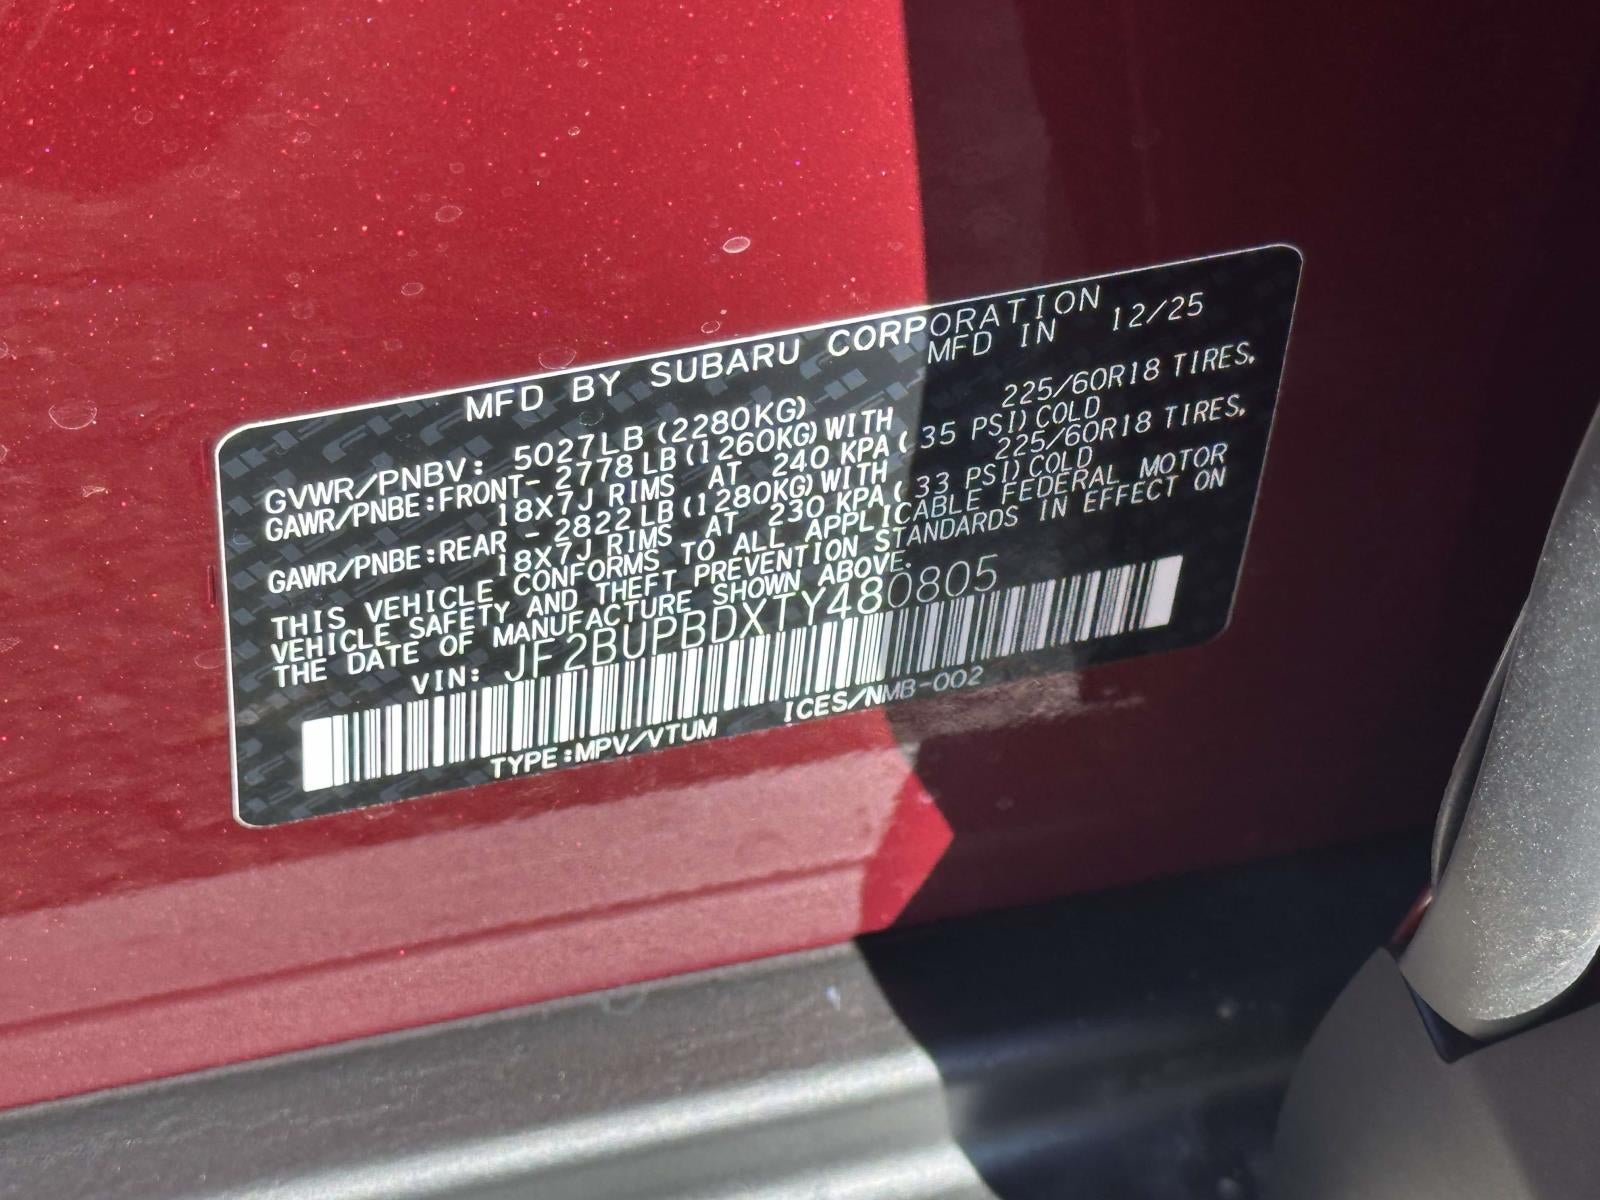 MFD BY SUBARU CORPORATION
MFD IN 12/25
GVWR/PNBV: 5027LB (2280KG)
GAWR/PNBE:FRONT- 2778LB(1260KG)WITH 225/60R18 TIRES,
18X7J RIMS AT 240 KPA( 35 PSI)COLD
GAWR/PNBE:REAR - 2822LB(1280KG)WITH 225/60R18 TIRES,
18X7J RIMS AT 230 KPA( 33 PSI)COLD
THIS VEHICLE CONFORMS TO ALL APPLICABLE FEDERAL MOTOR
VEHICLE SAFETY AND THEFT PREVENTION STANDARDS IN EFFECT ON
THE DATE OF MANUFACTURE SHOWN ABOVE.
VIN: JF2BUPBDXTY480805
TYPE:MPV/VTUM ICES/NMB-002